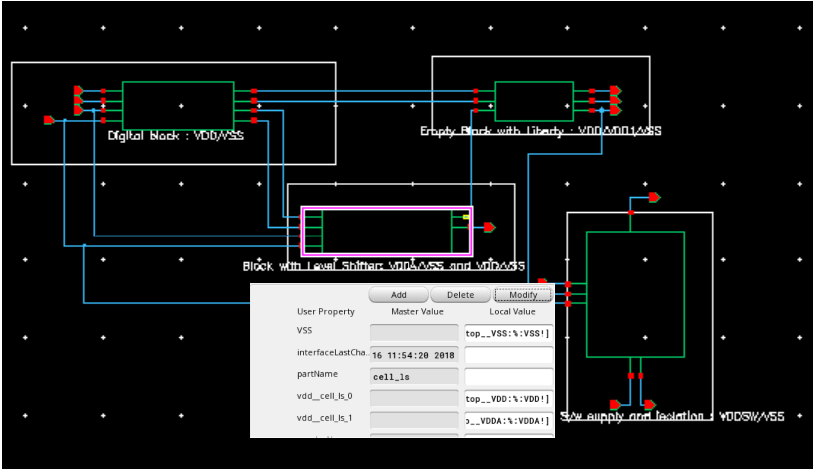 Digital block : VDD/VSS
Empty Block with Liberty : VDD/VDD1/VSS
Block with Level Shifter: VDDA/VSS and VDD/VSS
Add Delete Modify
User Property Master Value Local Value
VSS top__VSS:%:VSS!]
interfaceLastCha.. 16 11:54:20 2018
partName cell_ls
vdd__cell_ls_0 top__VDD:%:VDD!]
vdd__cell_ls_1 p__VDDA:%:VDDA!]
S/w supply and Isolation : VDDSW/VSS